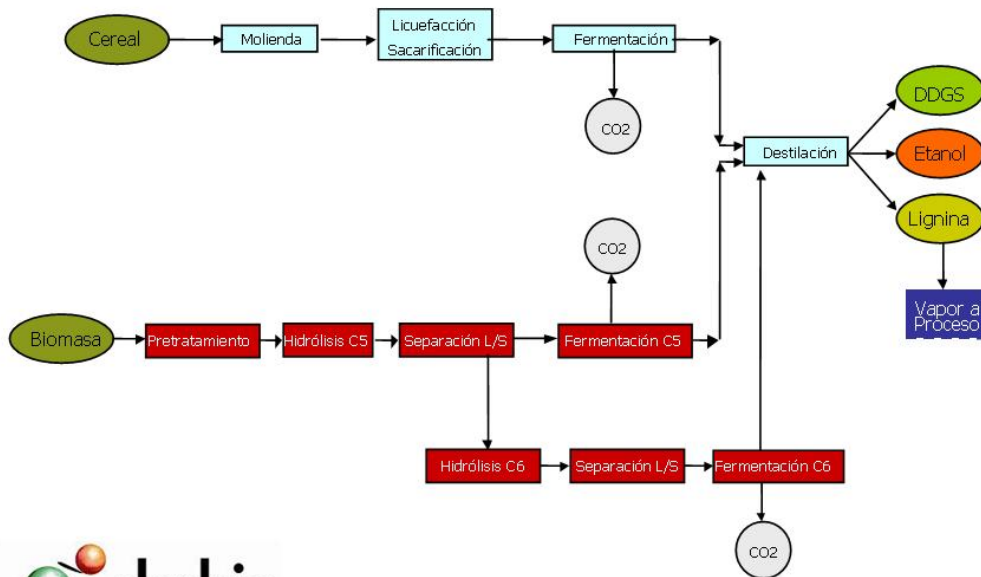 Cereal
Molienda
Licuefacción
Sacarificación
Fermentación
CO2
DDGS
Destilación
Etanol
Lignina
CO2
Vapor a
Proceso
Biomasa
Pretratamiento
Hidrólisis C5
Separación L/S
Fermentación C5
Hidrólisis C6
Separación L/S
Fermentación C6
CO2